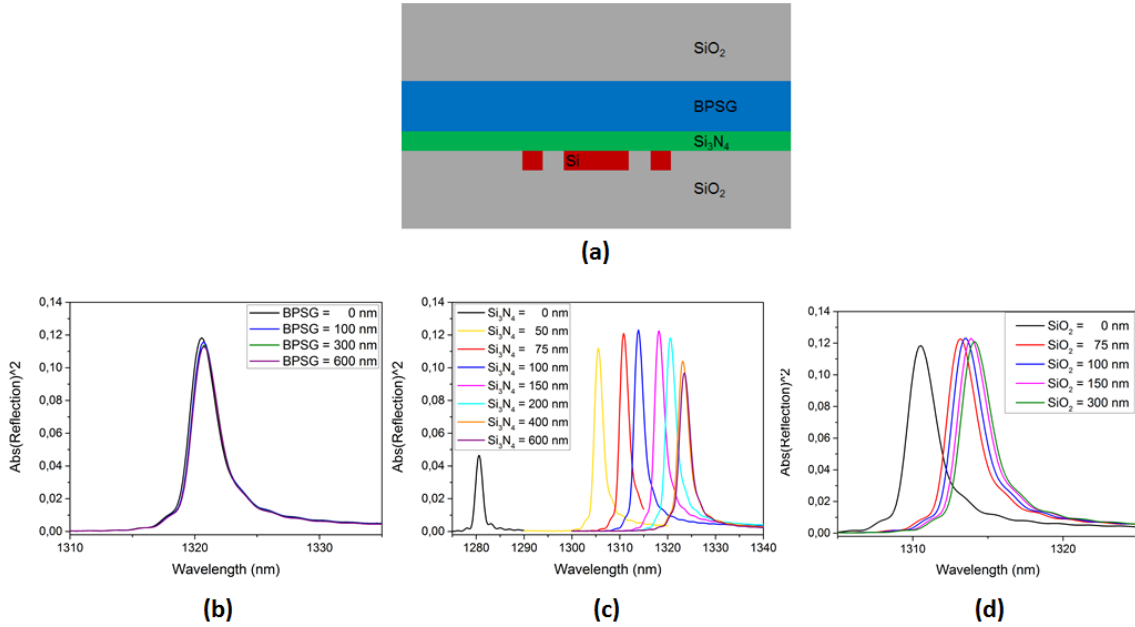 SiO2
BPSG
Si3N4
Si
SiO2
(a)
0,14
0,12
0,10
0,08
0,06
0,04
0,02
0,00
Abs(Reflection)^2
BPSG = 0 nm
BPSG = 100 nm
BPSG = 300 nm
BPSG = 600 nm
1310 1320 1330
Wavelength (nm)
(b)
0,14
0,12
0,10
0,08
0,06
0,04
0,02
0,00
Abs(Reflection)^2
Si3N4 = 0 nm
Si3N4 = 50 nm
Si3N4 = 75 nm
Si3N4 = 100 nm
Si3N4 = 150 nm
Si3N4 = 200 nm
Si3N4 = 400 nm
Si3N4 = 600 nm
1280 1290 1300 1310 1320 1330 1340
Wavelength (nm)
(c)
0,14
0,12
0,10
0,08
0,06
0,04
0,02
0,00
Abs(Reflection)^2
SiO2 = 0 nm
SiO2 = 75 nm
SiO2 = 100 nm
SiO2 = 150 nm
SiO2 = 300 nm
1310 1320
Wavelength (nm)
(d)